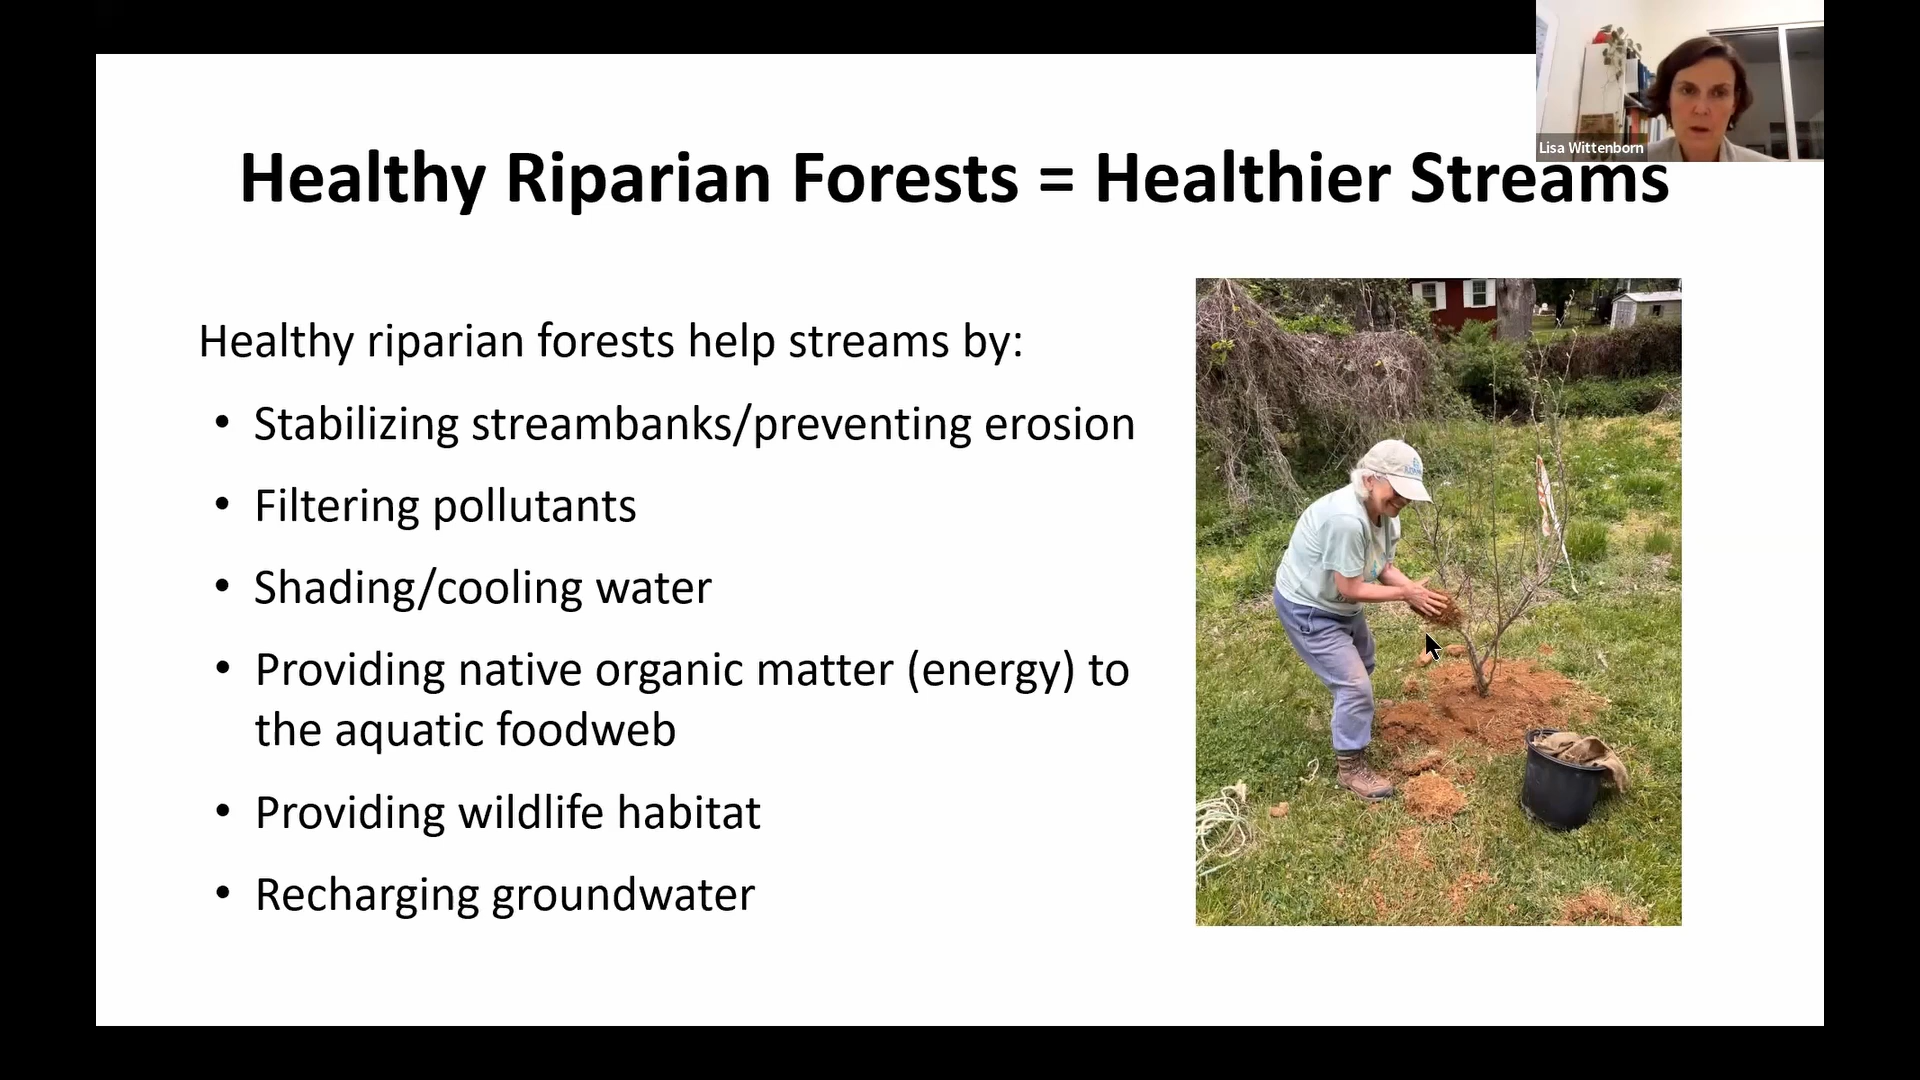 Lisa Wittenborn
Healthy Riparian Forests = Healthier Streams
Healthy riparian forests help streams by:
• Stabilizing streambanks/preventing erosion
• Filtering pollutants
• Shading/cooling water
• Providing native organic matter (energy) to
the aquatic foodweb
• Providing wildlife habitat
• Recharging groundwater